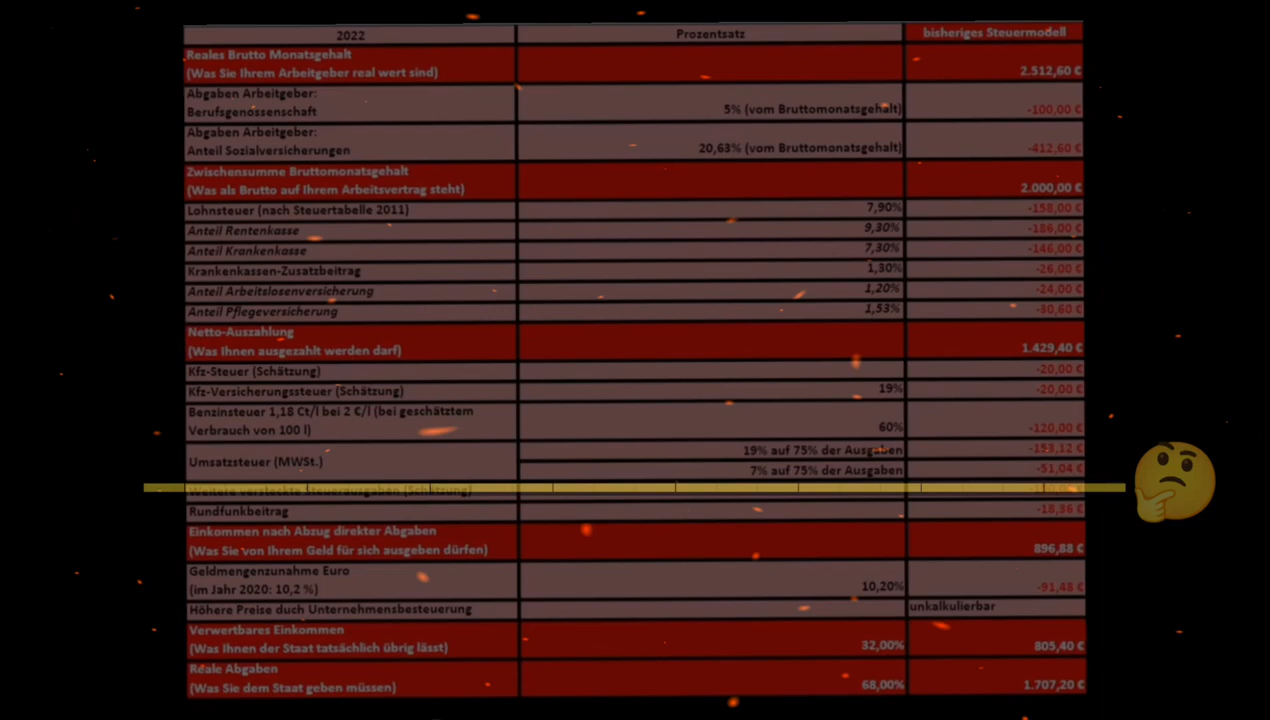 2022 Prozentsatz bisheriges Steuermodell
Reales Brutto Monatsgehalt
(Was Sie Ihrem Arbeitgeber real wert sind) 2.512,60 €
Abgaben Arbeitgeber:
Berufsgenossenschaft 5% (vom Bruttomonatsgehalt) -100,00 €
Abgaben Arbeitgeber:
Anteil Sozialversicherungen 20,63% (vom Bruttomonatsgehalt) -412,60 €
Zwischensumme Bruttomonatsgehalt
(Was als Brutto auf Ihrem Arbeitsvertrag steht) 2.000,00 €
Lohnsteuer (nach Steuertabelle 2011) 7,90% -158,00 €
Anteil Rentenkasse 9,30% -186,00 €
Anteil Krankenkasse 7,30% -146,00 €
Krankenkassen-Zusatzbeitrag 1,30% -26,00 €
Anteil Arbeitslosenversicherung 1,20% -24,00 €
Anteil Pflegeversicherung 1,53% -30,60 €
Netto-Auszahlung
(Was Ihnen ausgezahlt werden darf) 1.429,40 €
Kfz-Steuer (Schätzung) -20,00 €
Kfz-Versicherungssteuer (Schätzung) 19% -20,00 €
Benzinsteuer 1,18 Ct/l bei 2 €/l (bei geschätztem
Verbrauch von 100 l) 60% -120,00 €
Umsatzsteuer (MWSt.) 19% auf 75% der Ausgaben -153,12 €
7% auf 75% der Ausgaben -51,04 €
Weitere versteckte Steuerausgaben (Schätzung)
Rundfunkbeitrag -18,36 €
Einkommen nach Abzug direkter Abgaben
(Was Sie von Ihrem Geld für sich ausgeben dürfen) 896,88 €
Geldmengenzunahme Euro
(im Jahr 2020: 10,2 %) 10,20% -91,48 €
Höhere Preise duch Unternehmensbesteuerung unkalkulierbar
Verwertbares Einkommen
(Was Ihnen der Staat tatsächlich übrig lässt) 32,00% 805,40 €
Reale Abgaben
(Was Sie dem Staat geben müssen) 68,00% 1.707,20 €